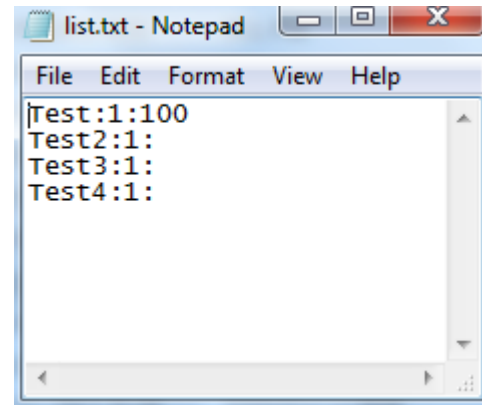 list.txt - Notepad
File Edit Format View Help
Test:1:100
Test2:1:
Test3:1:
Test4:1: